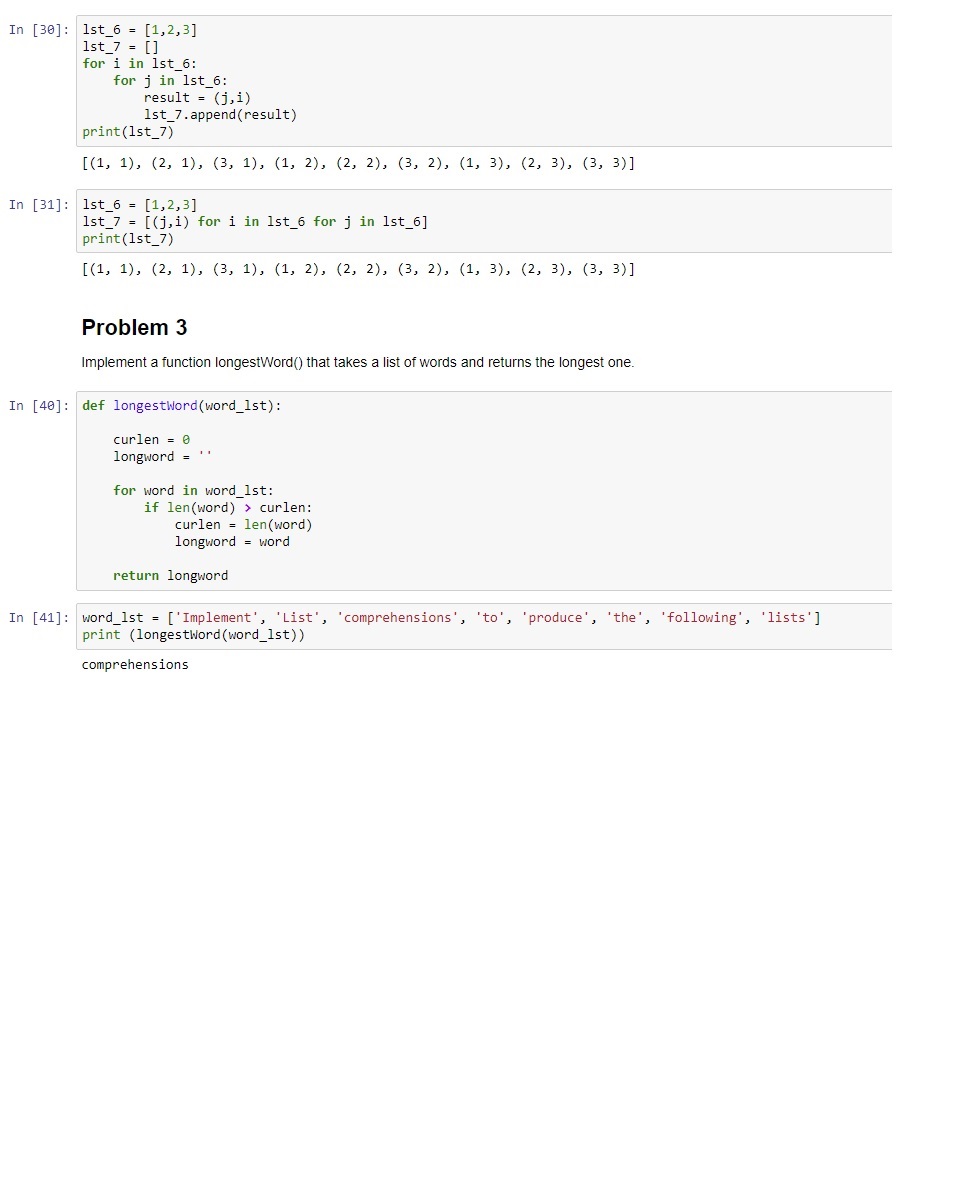 In [30]: lst_6 = [1,2,3]
lst_7 = []
for i in lst_6:
    for j in lst_6:
        result = (j,i)
        lst_7.append(result)
print(lst_7)
[(1, 1), (2, 1), (3, 1), (1, 2), (2, 2), (3, 2), (1, 3), (2, 3), (3, 3)]
In [31]: lst_6 = [1,2,3]
lst_7 = [(j,i) for i in lst_6 for j in lst_6]
print(lst_7)
[(1, 1), (2, 1), (3, 1), (1, 2), (2, 2), (3, 2), (1, 3), (2, 3), (3, 3)]
Problem 3
Implement a function longestWord() that takes a list of words and returns the longest one.
In [40]: def longestWord(word_lst):
    curlen = 0
    longword = ''
    for word in word_lst:
        if len(word) > curlen:
            curlen = len(word)
            longword = word
    return longword
In [41]: word_lst = ['Implement', 'List', 'comprehensions', 'to', 'produce', 'the', 'following', 'lists']
print (longestWord(word_lst))
comprehensions